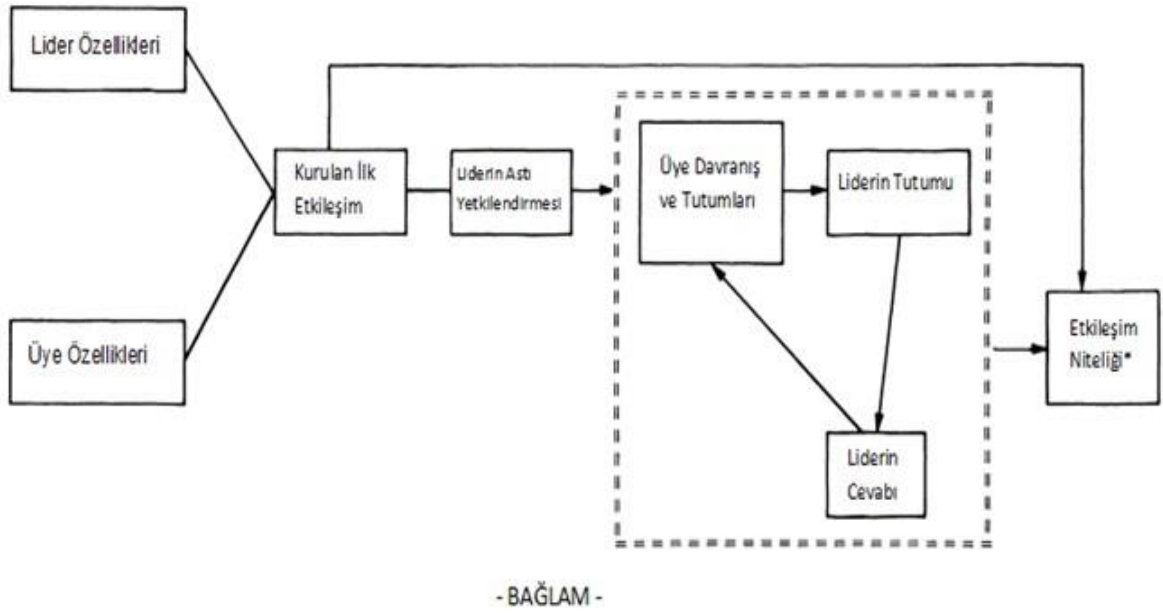 Lider Özellikleri
Üye Özellikleri
Kurulan İlk
Etkileşim
Liderin Astı
Yetkilendirmesi
Üye Davranış
ve Tutumları
Liderin Tutumu
Liderin
Cevabı
Etkileşim
Niteliği*
- BAĞLAM -